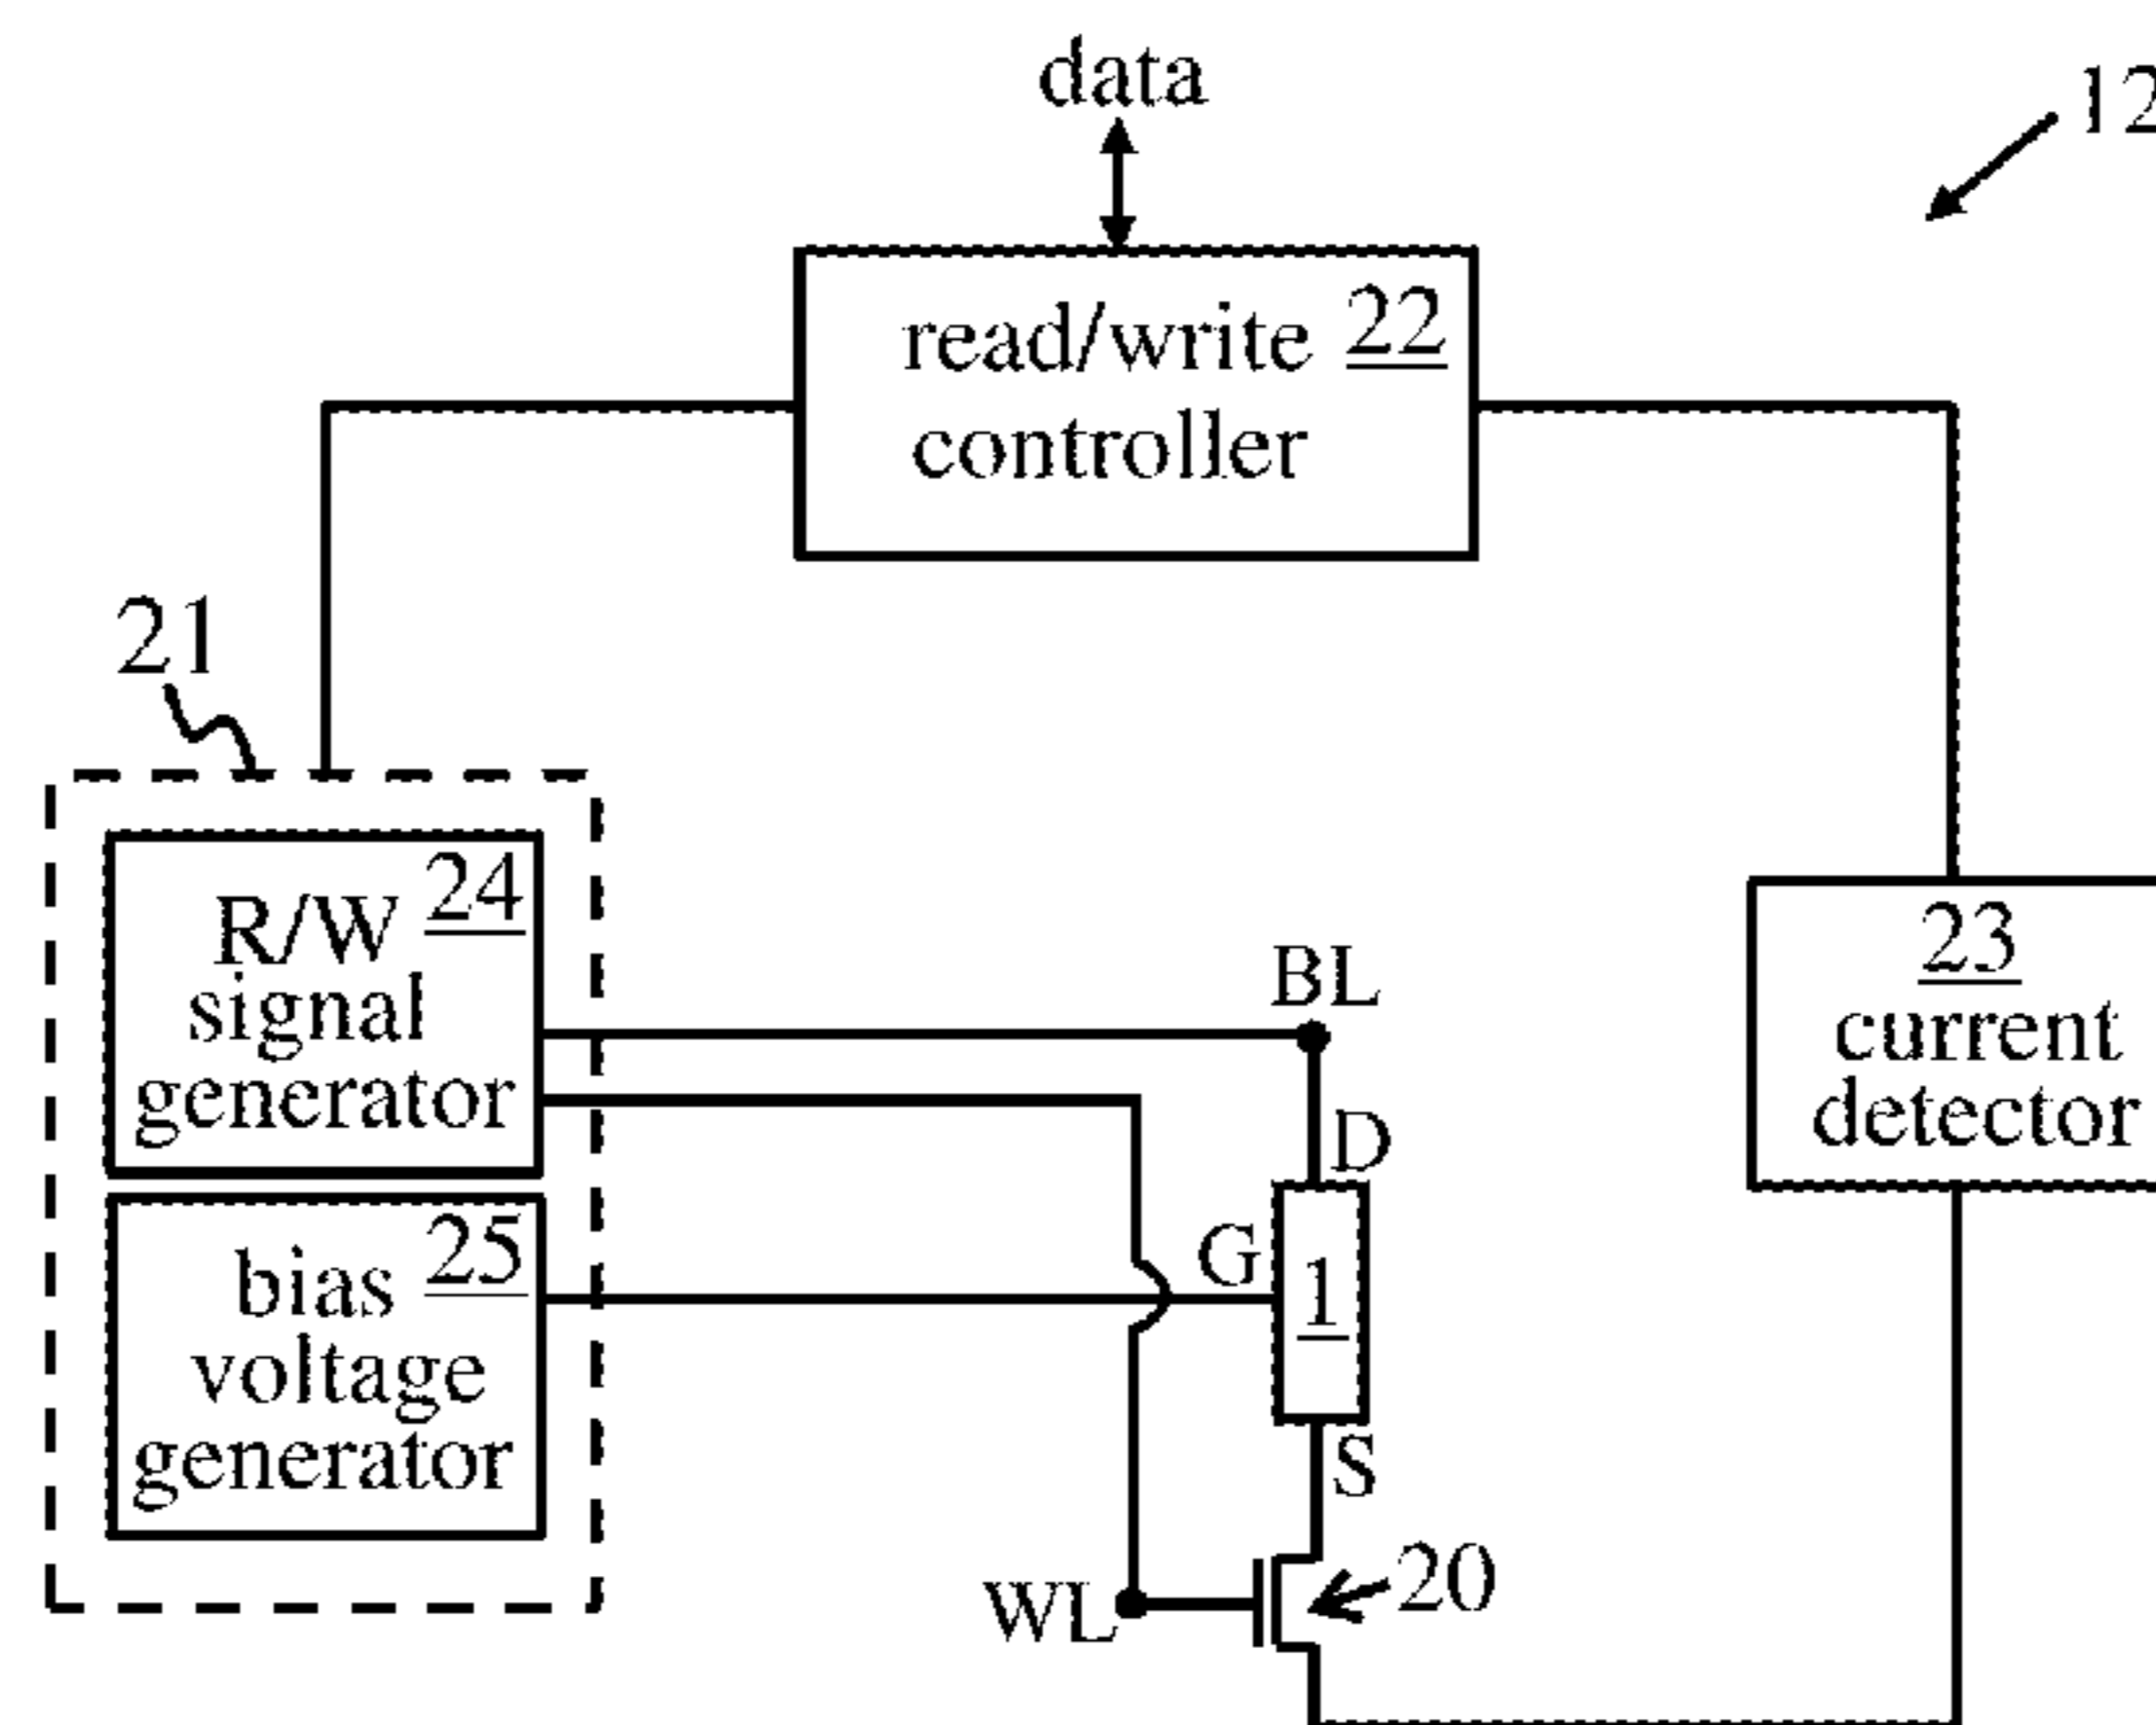 data
12
read/write 22
controller
21
R/W 24
signal
generator
BL
23
current
detector
D
G
1
25
bias
voltage
generator
S
20
WL